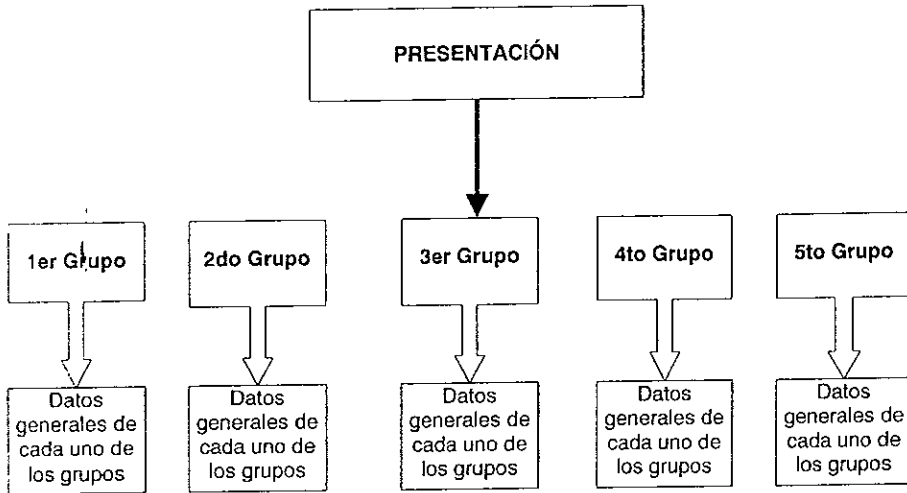 PRESENTACIÓN
1er Grupo
2do Grupo
3er Grupo
4to Grupo
5to Grupo
Datos
generales de
cada uno de
los grupos
Datos
generales de
cada uno de
los grupos
Datos
generales de
cada uno de
los grupos
Datos
generales de
cada uno de
los grupos
Datos
generales de
cada uno de
los grupos